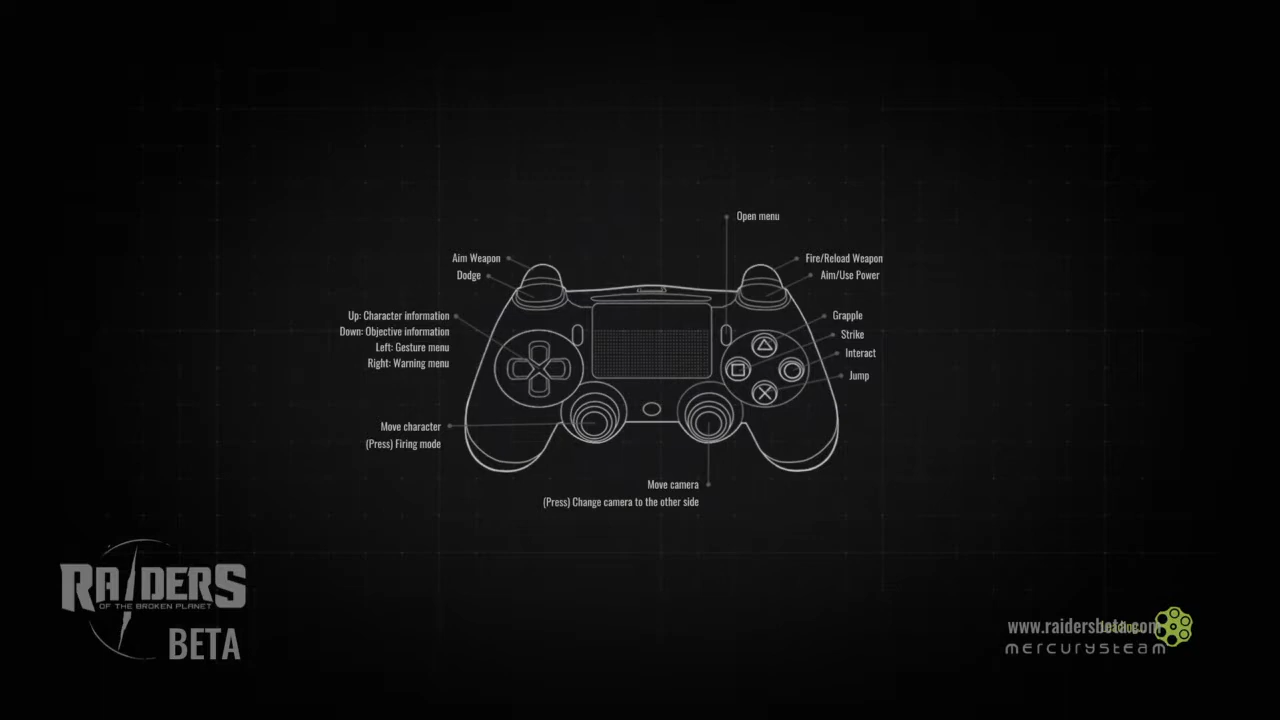 Open menu
Aim Weapon
Dodge
Fire/Reload Weapon
Aim/Use Power
Up: Character information
Down: Objective information
Left: Gesture menu
Right: Warning menu
Grapple
Strike
Interact
Jump
Move character
(Press) Firing mode
Move camera
(Press) Change camera to the other side
RAIDERS
OF THE BROKEN PLANET
BETA
www.raidersbeta.com
Loading...
mercurysteam